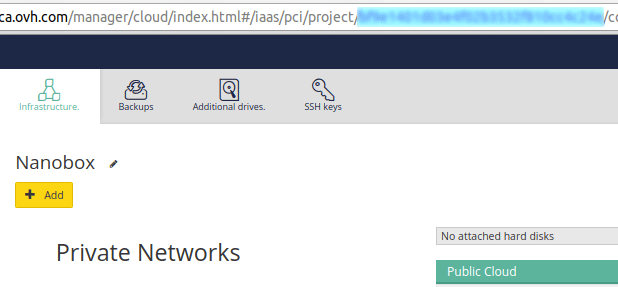 ca.ovh.com/manager/cloud/index.html#/iaas/pci/project/
Infrastructure.
Backups
Additional drives.
SSH keys
Nanobox
+ Add
Private Networks
No attached hard disks
Public Cloud